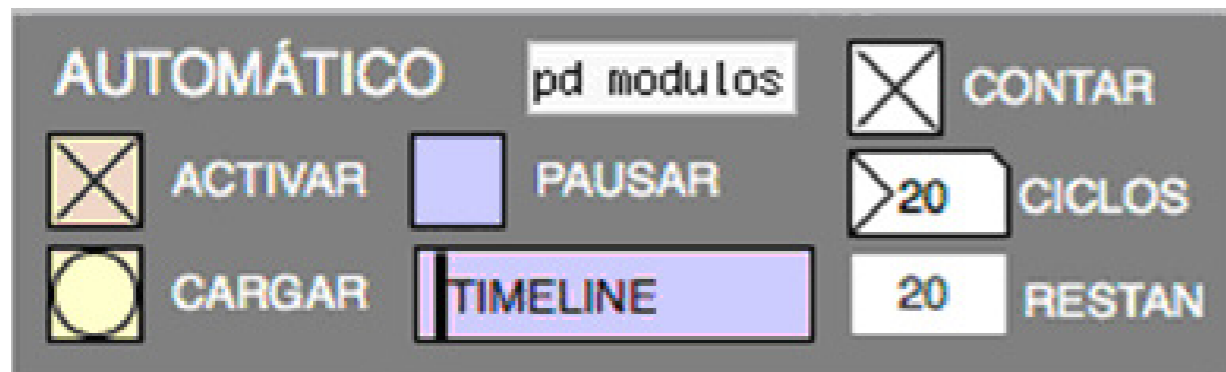 AUTOMÁTICO pd modulos CONTAR
ACTIVAR PAUSAR 20 CICLOS
CARGAR TIMELINE 20 RESTAN